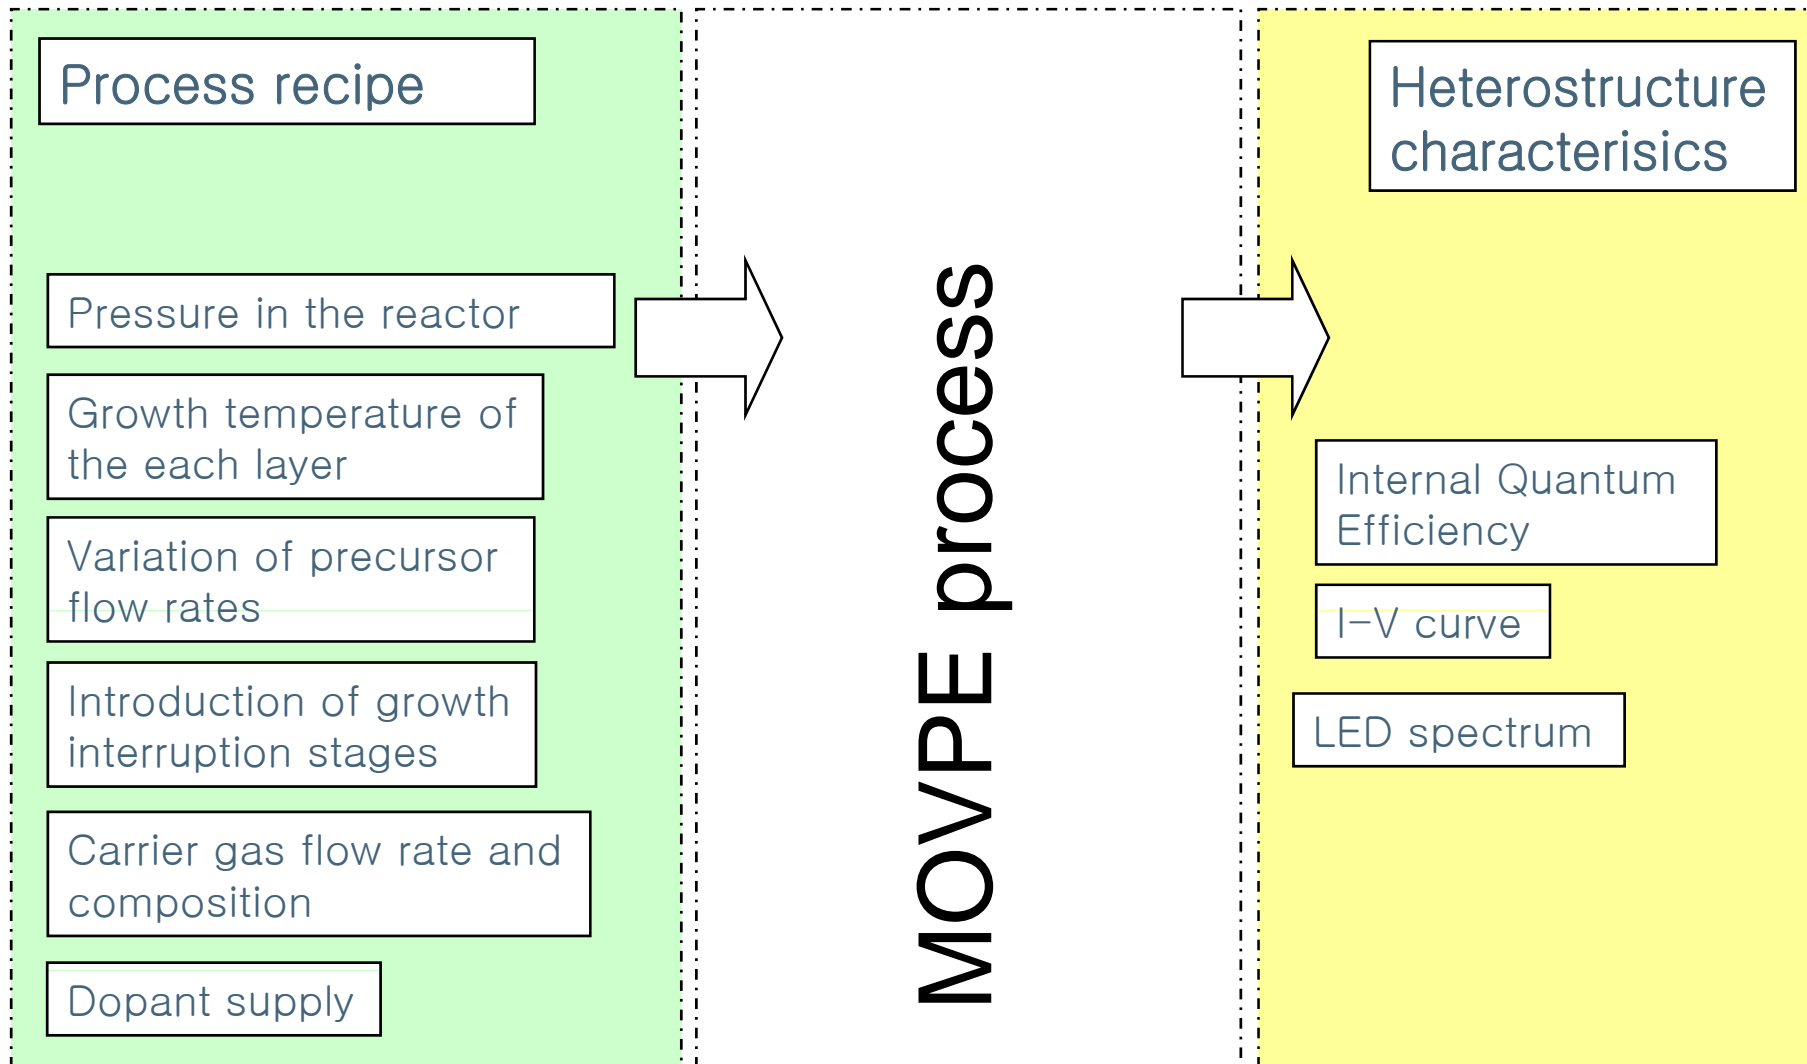 Process recipe
Pressure in the reactor
Growth temperature of
the each layer
Variation of precursor
flow rates
Introduction of growth
interruption stages
Carrier gas flow rate and
composition
Dopant supply
MOVPE process
Heterostructure
characterisics
Internal Quantum
Efficiency
I-V curve
LED spectrum